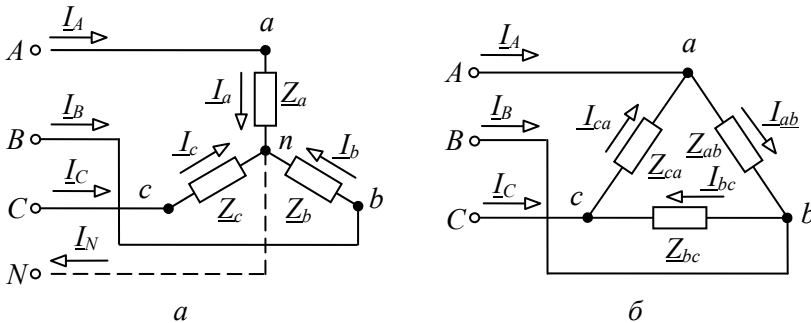 I_A
a
A
I_a
Z_a
I_B
B
I_c
n
I_b
I_C
c
C
Z_c
Z_b
b
I_N
N
а
I_A
a
A
I_B
I_ca
I_ab
B
Z_ca
Z_ab
I_C
c
I_bc
C
b
Z_bc
б